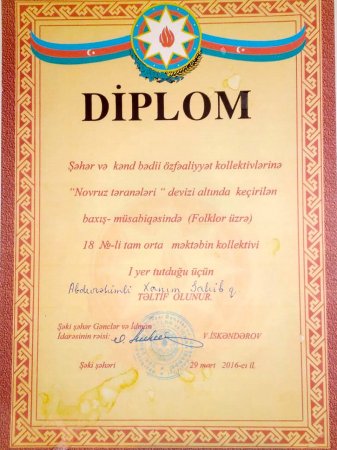 DİPLOM
Şəhər və kənd bədii özfəaliyyət kollektivlərinə
"Novruz təranələri" devizi altında keçirilən
baxış- müsabiqəsində (Folklor üzrə)
18 №-li tam orta məktəbin kollektivi
I yer tutduğu üçün
Abdurəhimli Xanım Sahib q.
TƏLTİF OLUNUR.
Şəki şəhər Gənclər və İdman
İdarəsinin rəisi: V İSKƏNDƏROV
Şəki şəhəri 29 mart 2016-cı il